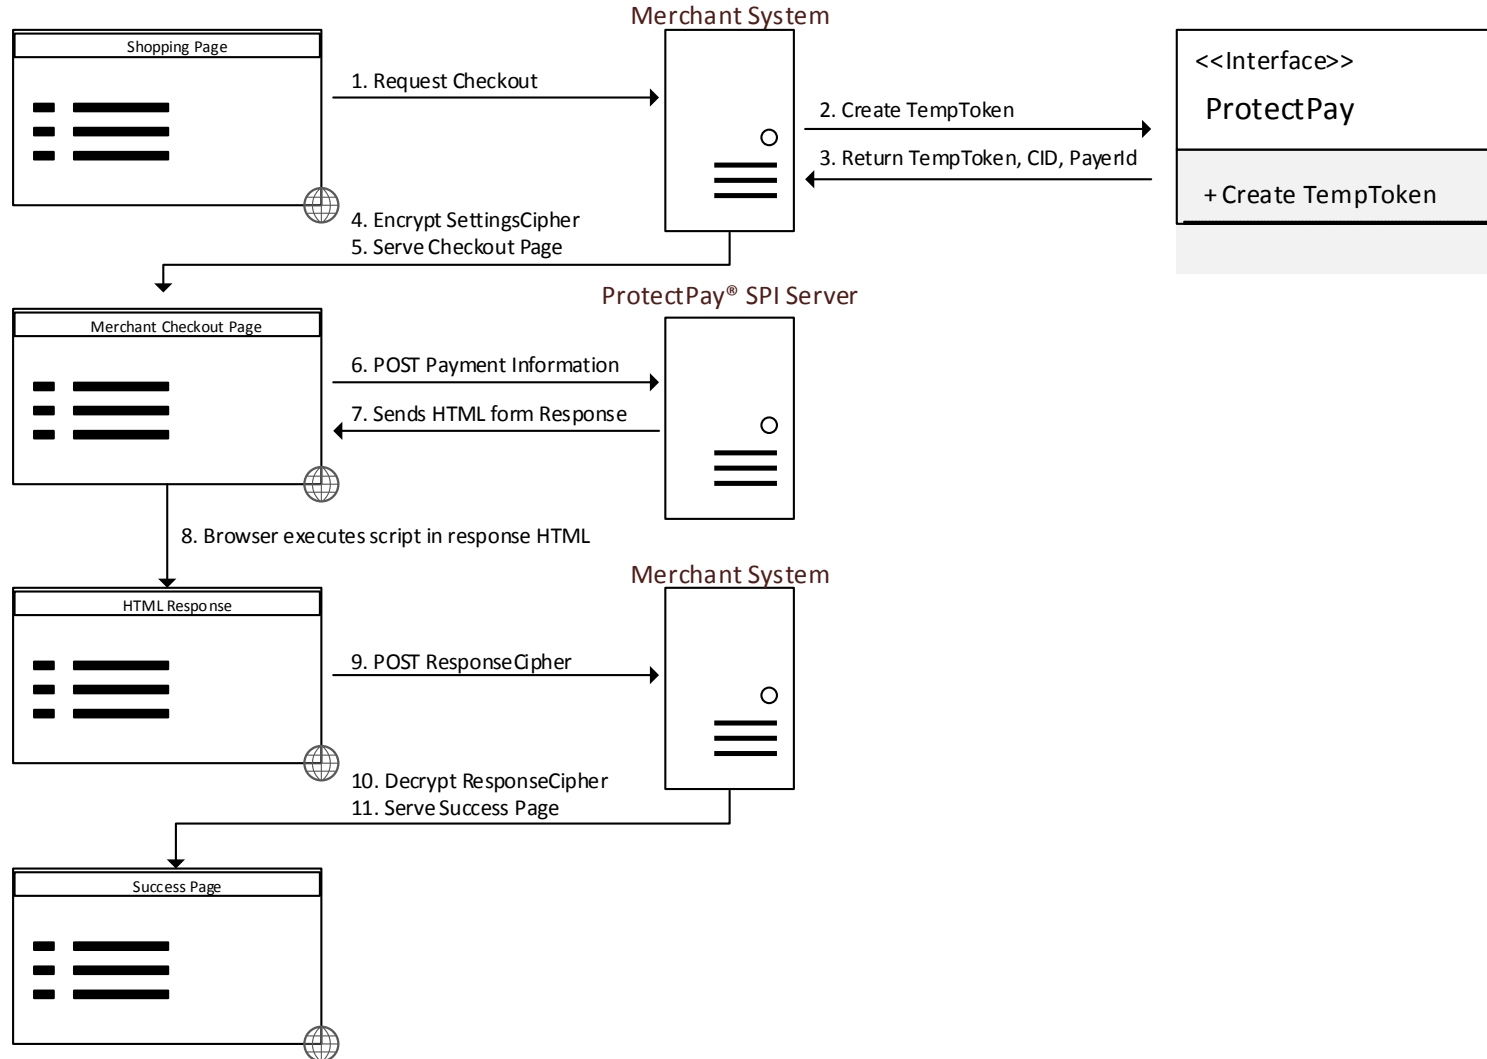 Merchant System
Shopping Page
1. Request Checkout
2. Create TempToken
3. Return TempToken, CID, PayerId
<<Interface>>
ProtectPay
+ Create TempToken
4. Encrypt SettingsCipher
5. Serve Checkout Page
ProtectPay® SPI Server
Merchant Checkout Page
6. POST Payment Information
7. Sends HTML form Response
8. Browser executes script in response HTML
Merchant System
HTML Response
9. POST ResponseCipher
10. Decrypt ResponseCipher
11. Serve Success Page
Success Page